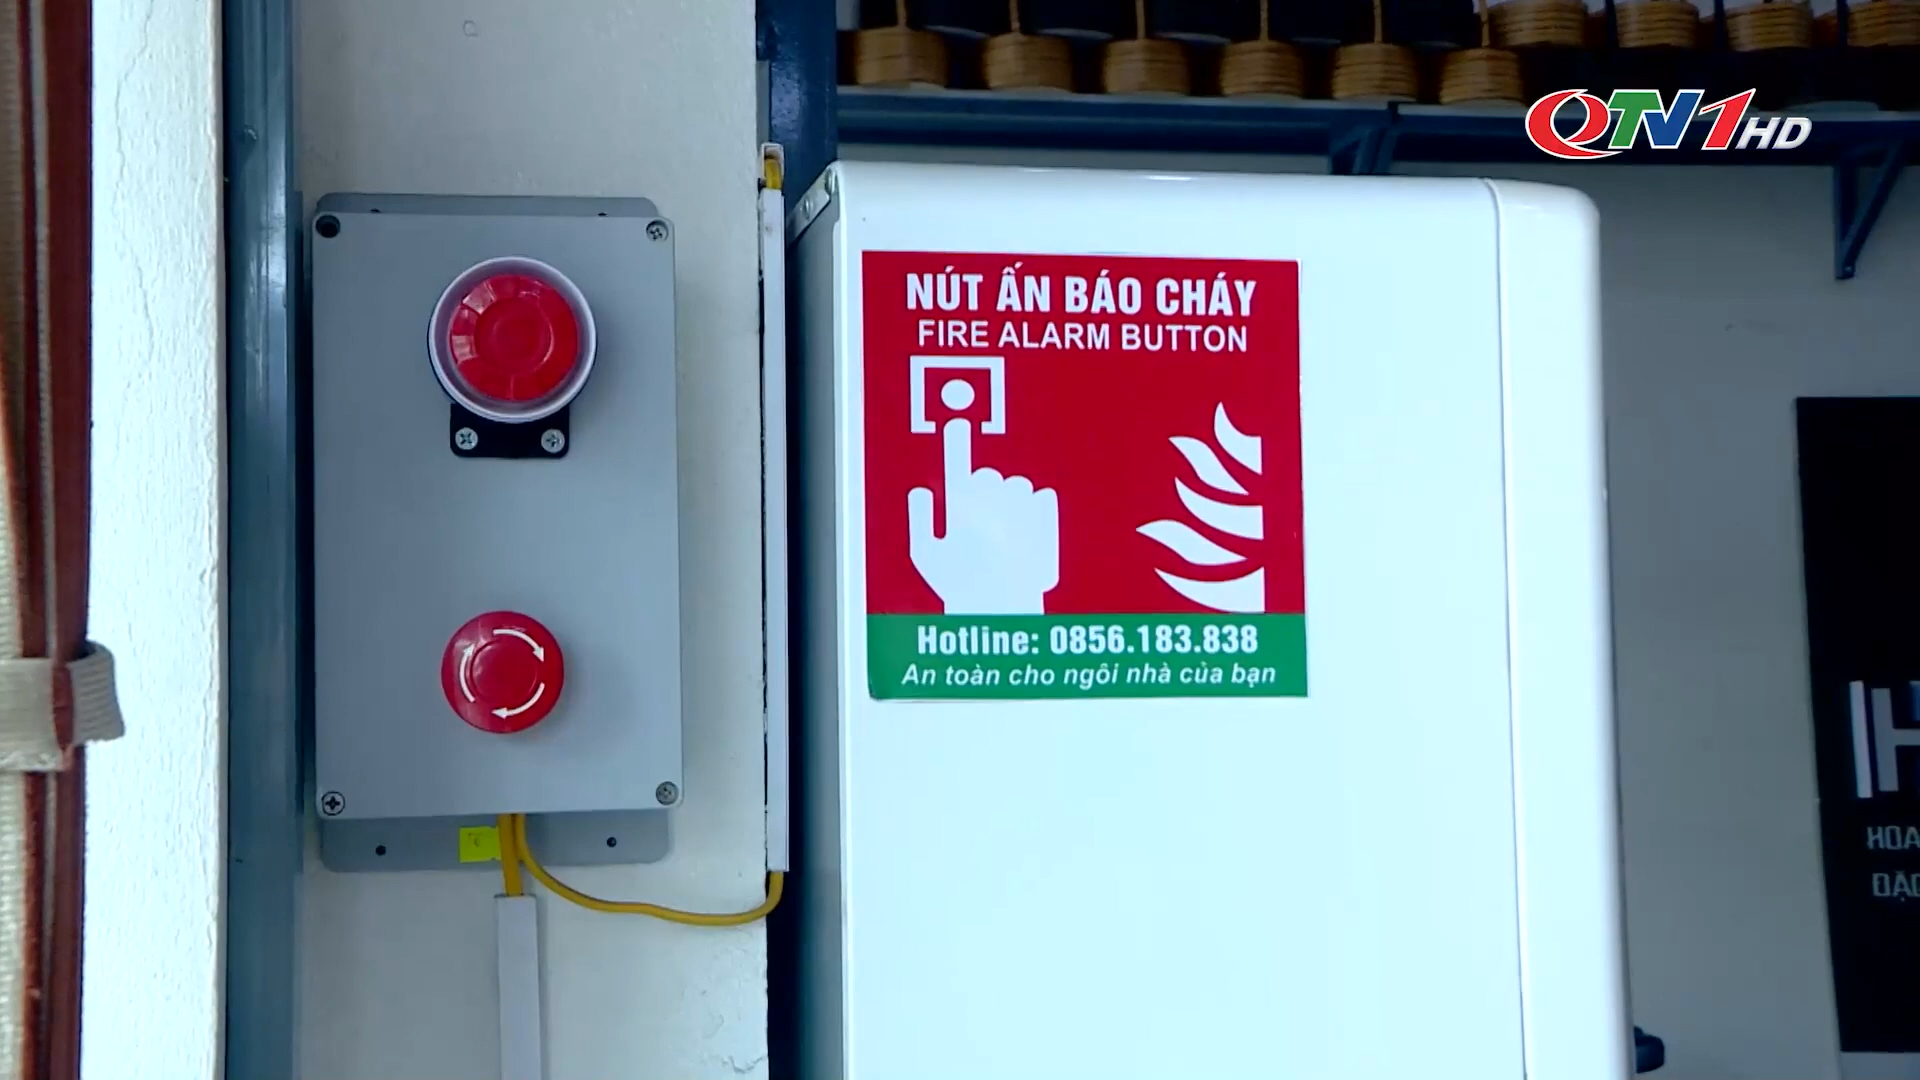 QTV1HD
NÚT ẤN BÁO CHÁY
FIRE ALARM BUTTON
Hotline: 0856.183.838
An toàn cho ngôi nhà của bạn